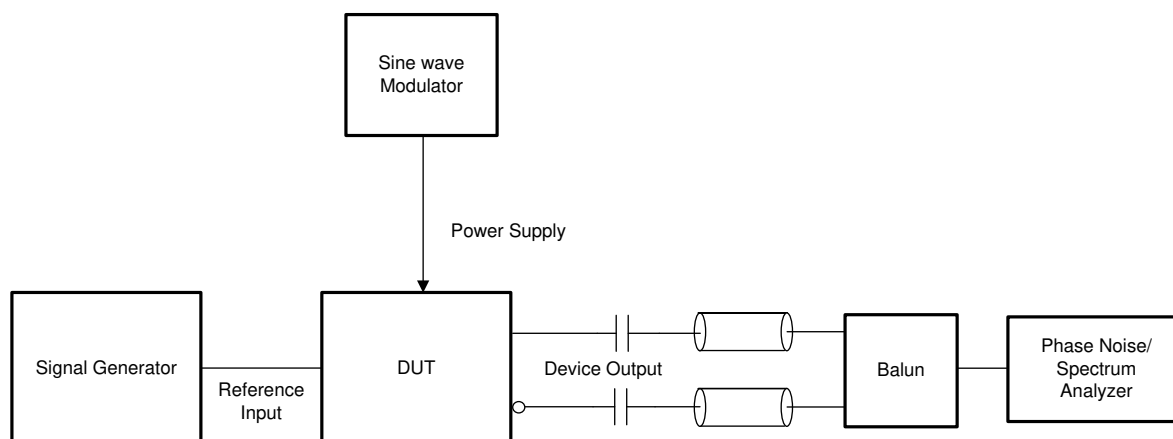 Sine wave
Modulator
Power Supply
Signal Generator
Reference
Input
DUT
Device Output
Balun
Phase Noise/
Spectrum
Analyzer